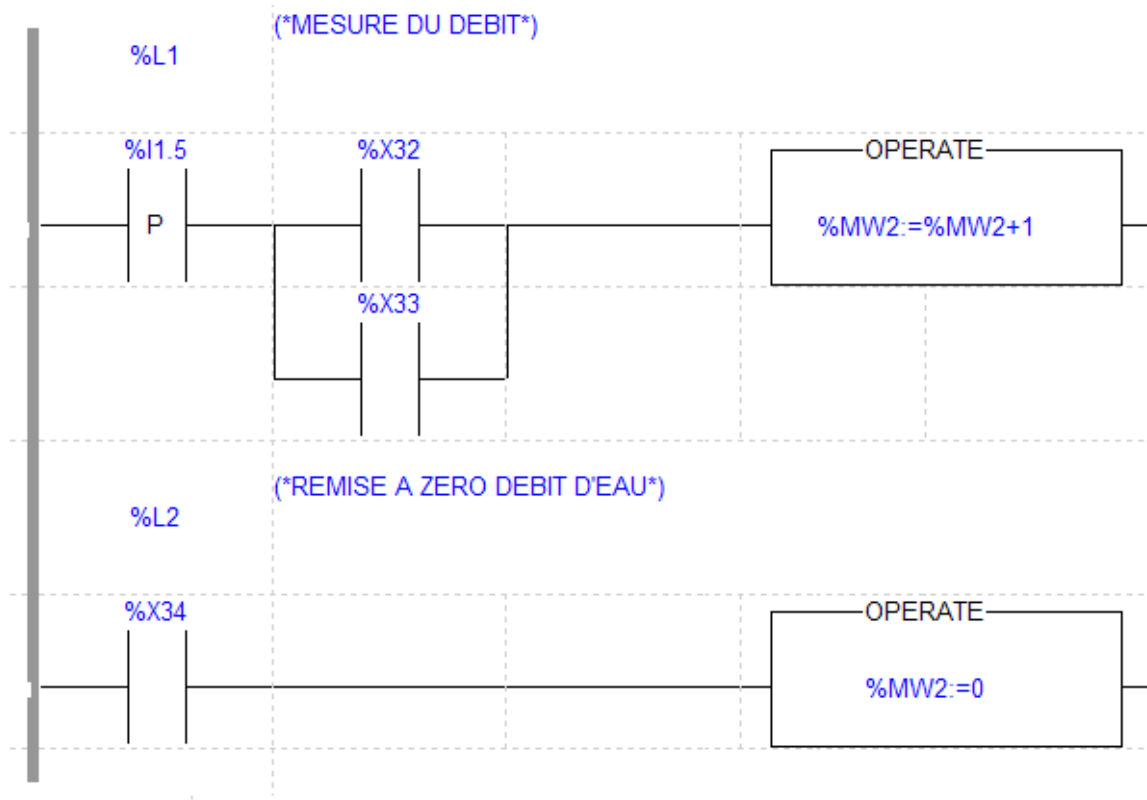 (*MESURE DU DEBIT*)
%L1
%I1.5
%X32
OPERATE
P
%MW2:=%MW2+1
%X33
(*REMISE A ZERO DEBIT D'EAU*)
%L2
%X34
OPERATE
%MW2:=0